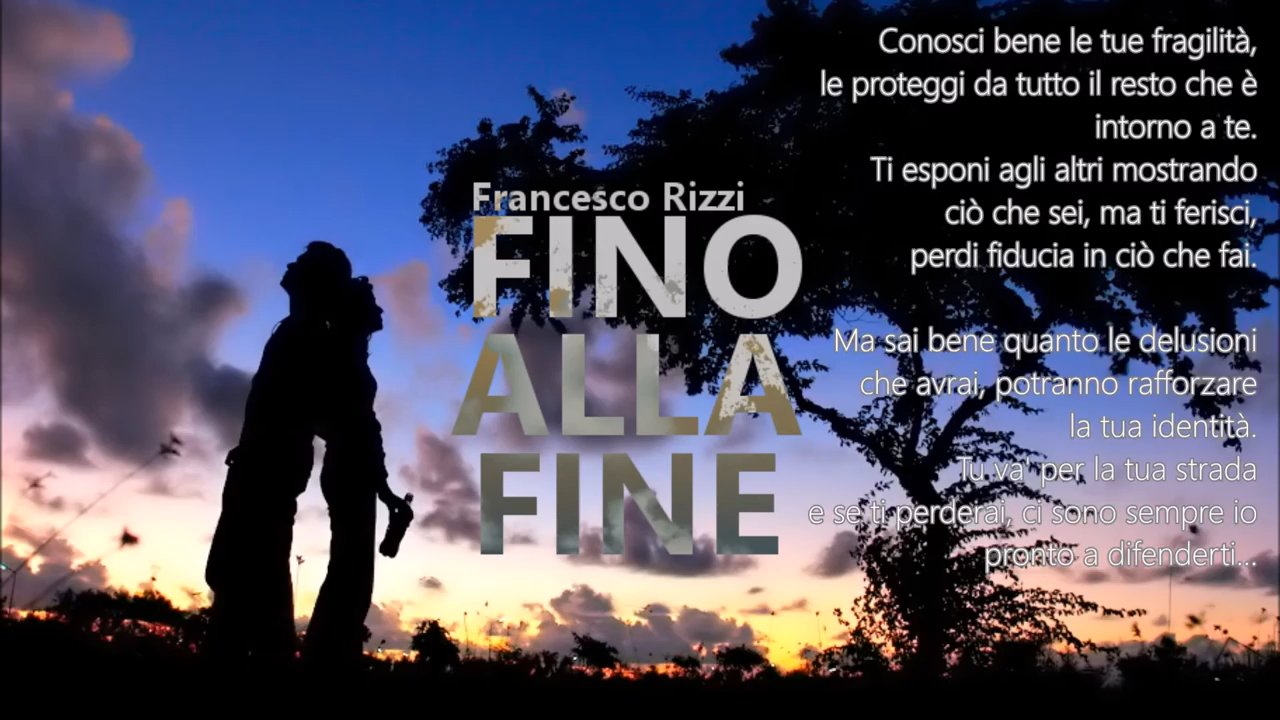 Francesco Rizzi
FINO
ALLA
FINE
Conosci bene le tue fragilità,
le proteggi da tutto il resto che è
intorno a te.
Ti esponi agli altri mostrando
ciò che sei, ma ti ferisci,
perdi fiducia in ciò che fai.
Ma sai bene quanto le delusioni
che avrai, potranno rafforzare
la tua identità.
Tu va' per la tua strada
e se ti perderai, ci sono sempre io
pronto a difenderti...